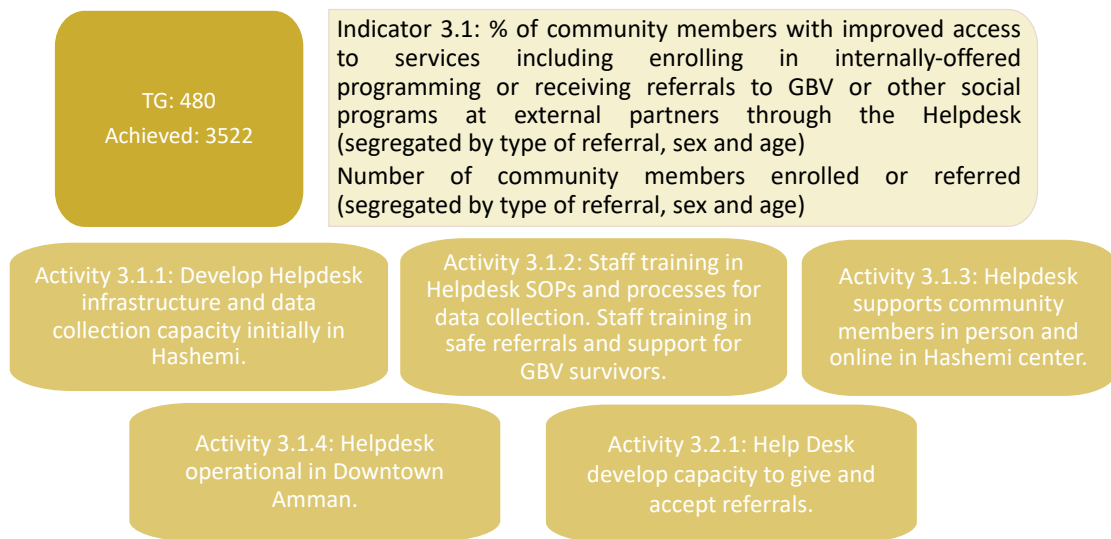 TG: 480
Achieved: 3522
Indicator 3.1: % of community members with improved access
to services including enrolling in internally-offered
programming or receiving referrals to GBV or other social
programs at external partners through the Helpdesk
(segregated by type of referral, sex and age)
Number of community members enrolled or referred
(segregated by type of referral, sex and age)
Activity 3.1.1: Develop Helpdesk
infrastructure and data
collection capacity initially in
Hashemi.
Activity 3.1.2: Staff training in
Helpdesk SOPs and processes for
data collection. Staff training in
safe referrals and support for
GBV survivors.
Activity 3.1.3: Helpdesk
supports community
members in person and
online in Hashemi center.
Activity 3.1.4: Helpdesk
operational in Downtown
Amman.
Activity 3.2.1: Help Desk
develop capacity to give and
accept referrals.